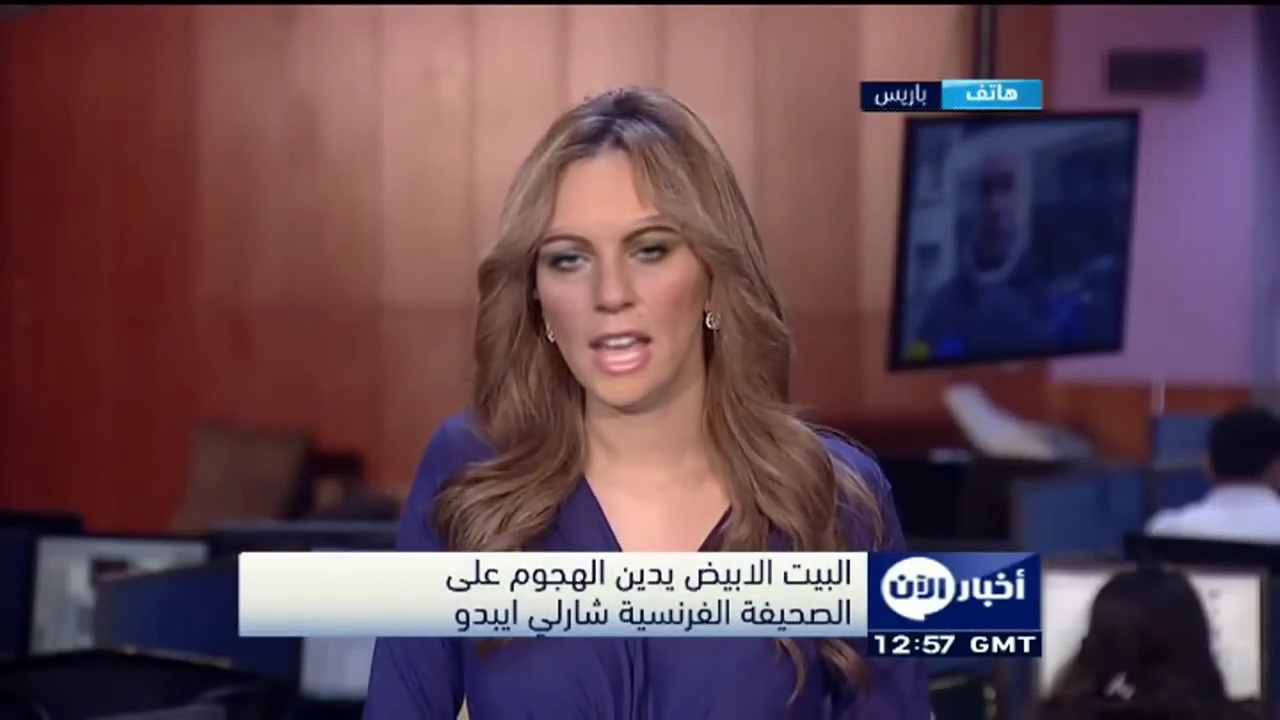 هاتف باريس
البيت الابيض يدين الهجوم على
الصحيفة الفرنسية شارلي ايبدو
أخبار الآن
12:57 GMT